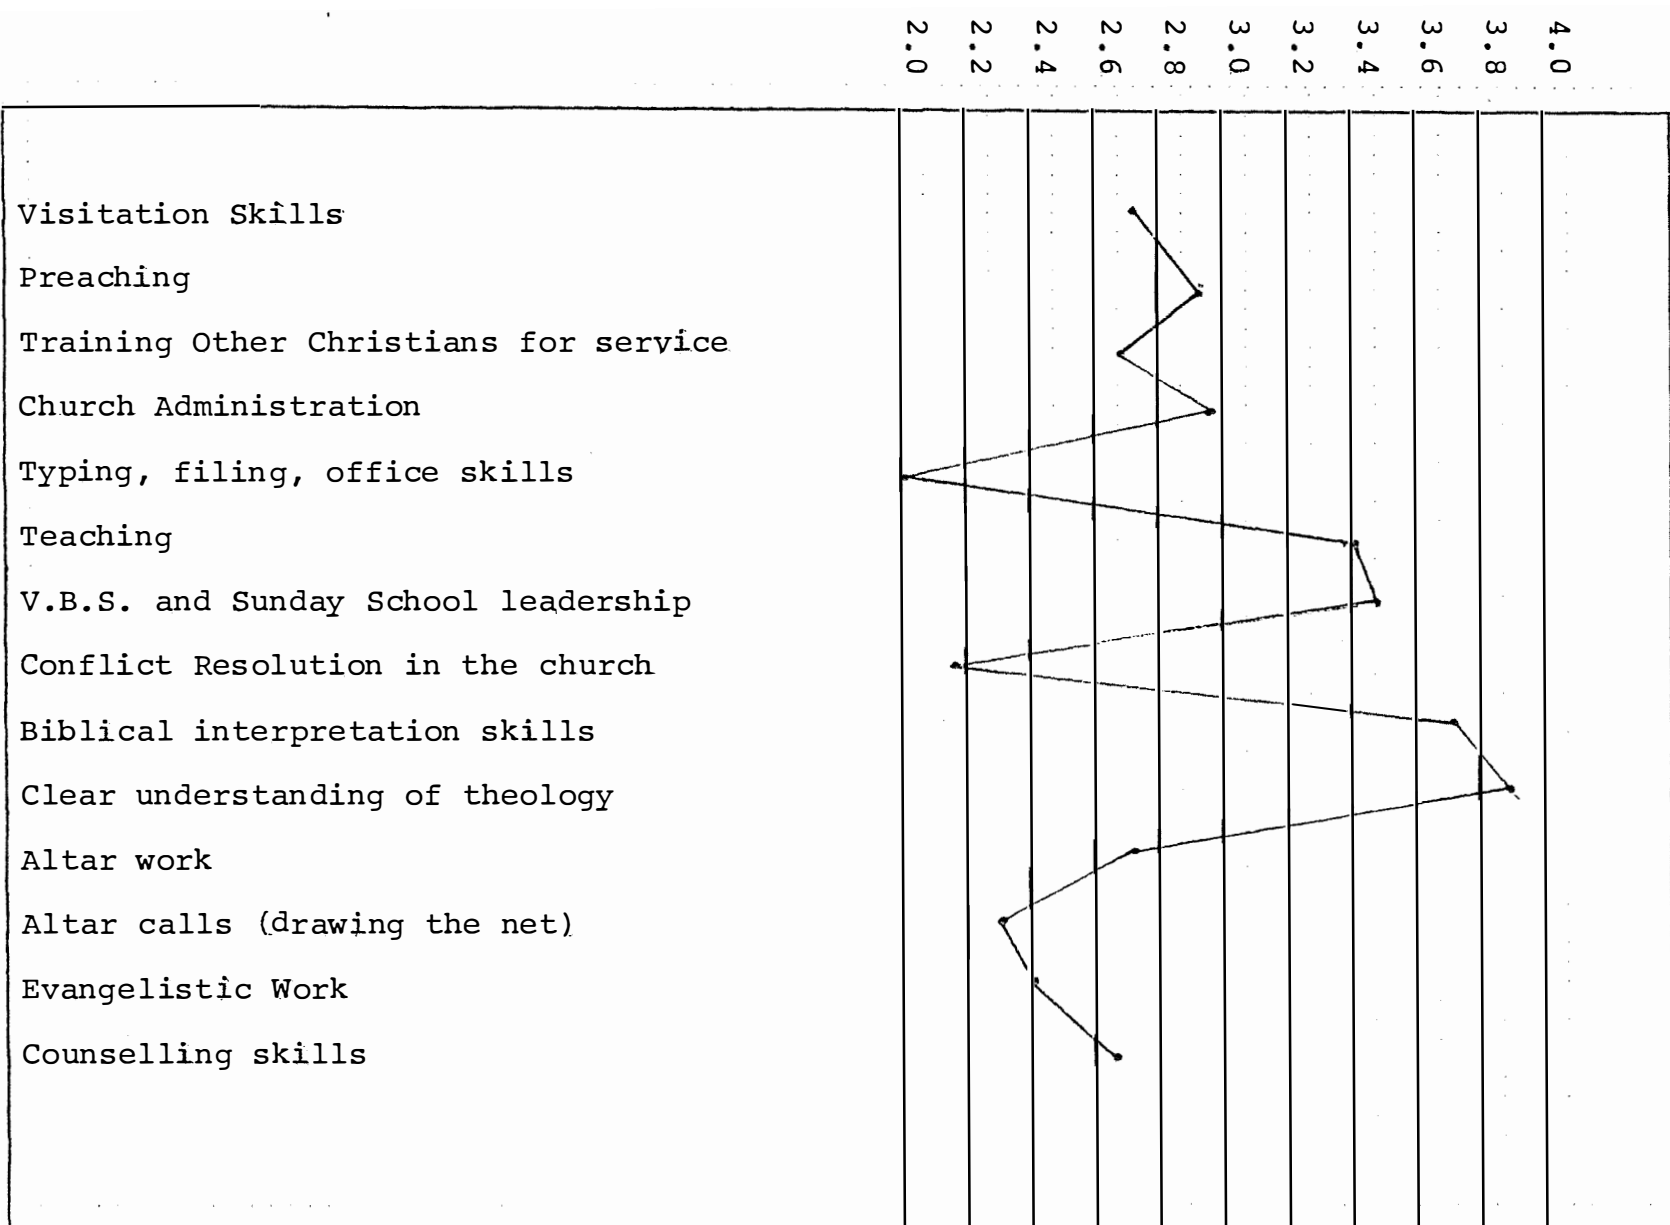 2.0 2.2 2.4 2.6 2.8 3.0 3.2 3.4 3.6 3.8 4.0
Visitation Skills
Preaching
Training Other Christians for service
Church Administration
Typing, filing, office skills
Teaching
V.B.S. and Sunday School leadership
Conflict Resolution in the church
Biblical interpretation skills
Clear understanding of theology
Altar work
Altar calls (drawing the net)
Evangelistic Work
Counselling skills